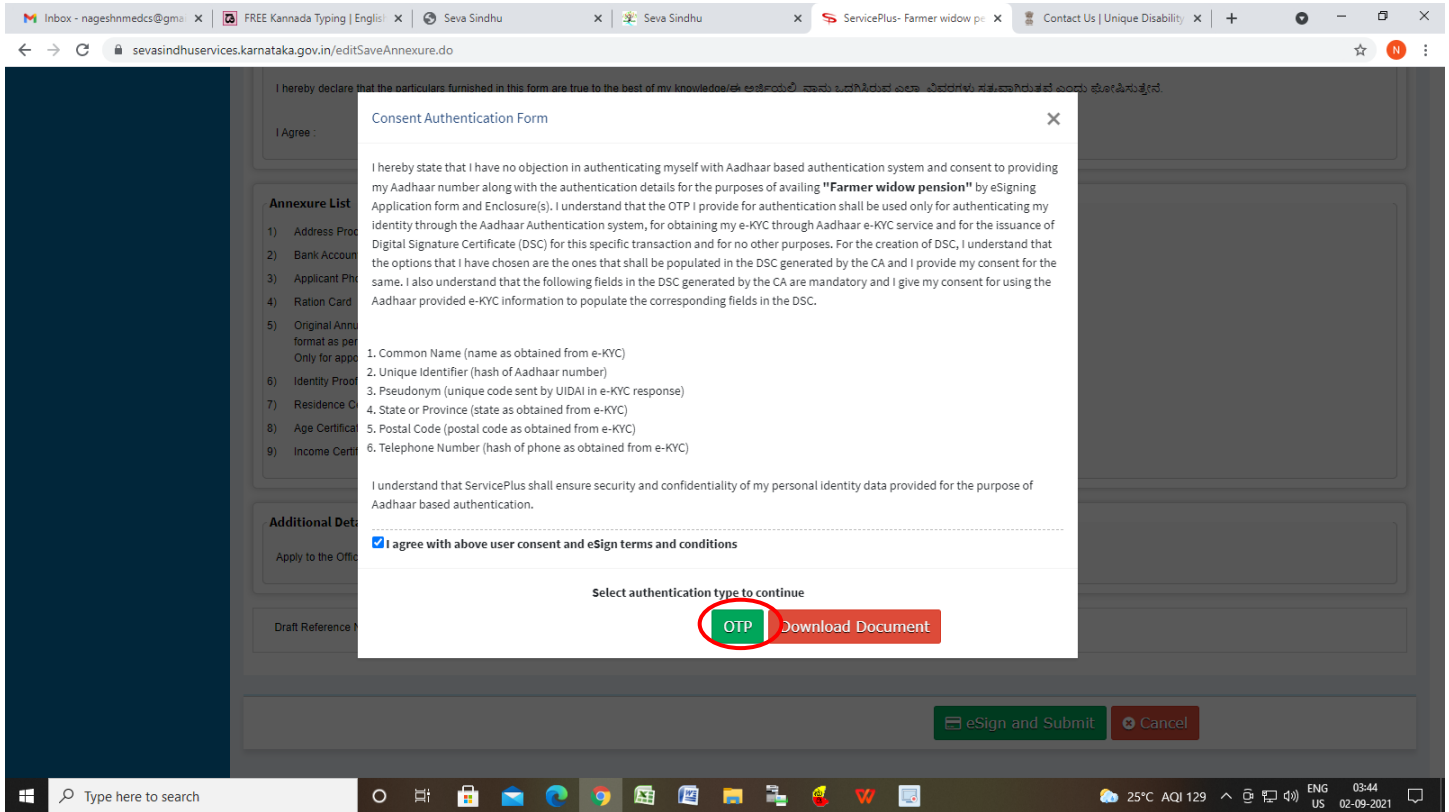 Inbox - nageshnmedcs@gma
FREE Kannada Typing | Englis
Seva Sindhu
Seva Sindhu
ServicePlus- Farmer widow pe
Contact Us | Unique Disability
sevasindhuservices.karnataka.gov.in/editSaveAnnexure.do
N
I hereby declare that the particulars furnished in this form are true to the best of my knowledge/ಈ ಅರ್ಜಿಯಲ್ಲಿ ನಾನು ಒದಗಿಸಿರುವ ಎಲ್ಲಾ ವಿವರಗಳು ಸತ್ಯವಾಗಿರುತ್ತವೆ ಎಂದು ಘೋಷಿಸುತ್ತೇನೆ.
I Agree :
Consent Authentication Form
I hereby state that I have no objection in authenticating myself with Aadhaar based authentication system and consent to providing
my Aadhaar number along with the authentication details for the purposes of availing "Farmer widow pension" by eSigning
Application form and Enclosure(s). I understand that the OTP I provide for authentication shall be used only for authenticating my
identity through the Aadhaar Authentication system, for obtaining my e-KYC through Aadhaar e-KYC service and for the issuance of
Digital Signature Certificate (DSC) for this specific transaction and for no other purposes. For the creation of DSC, I understand that
the options that I have chosen are the ones that shall be populated in the DSC generated by the CA and I provide my consent for the
same. I also understand that the following fields in the DSC generated by the CA are mandatory and I give my consent for using the
Aadhaar provided e-KYC information to populate the corresponding fields in the DSC.
1. Common Name (name as obtained from e-KYC)
2. Unique Identifier (hash of Aadhaar number)
3. Pseudonym (unique code sent by UIDAI in e-KYC response)
4. State or Province (state as obtained from e-KYC)
5. Postal Code (postal code as obtained from e-KYC)
6. Telephone Number (hash of phone as obtained from e-KYC)
I understand that ServicePlus shall ensure security and confidentiality of my personal identity data provided for the purpose of
Aadhaar based authentication.
I agree with above user consent and eSign terms and conditions
Select authentication type to continue
OTP
Download Document
Annexure List
1) Address Proo
2) Bank Accoun
3) Applicant Pho
4) Ration Card
5) Original Annu
format as per
Only for appo
6) Identity Proof
7) Residence Ce
8) Age Certificat
9) Income Certif
Additional Deta
Apply to the Offic
Draft Reference N
eSign and Submit
Cancel
Type here to search
25°C AQI 129
ENG
US
03:44
02-09-2021